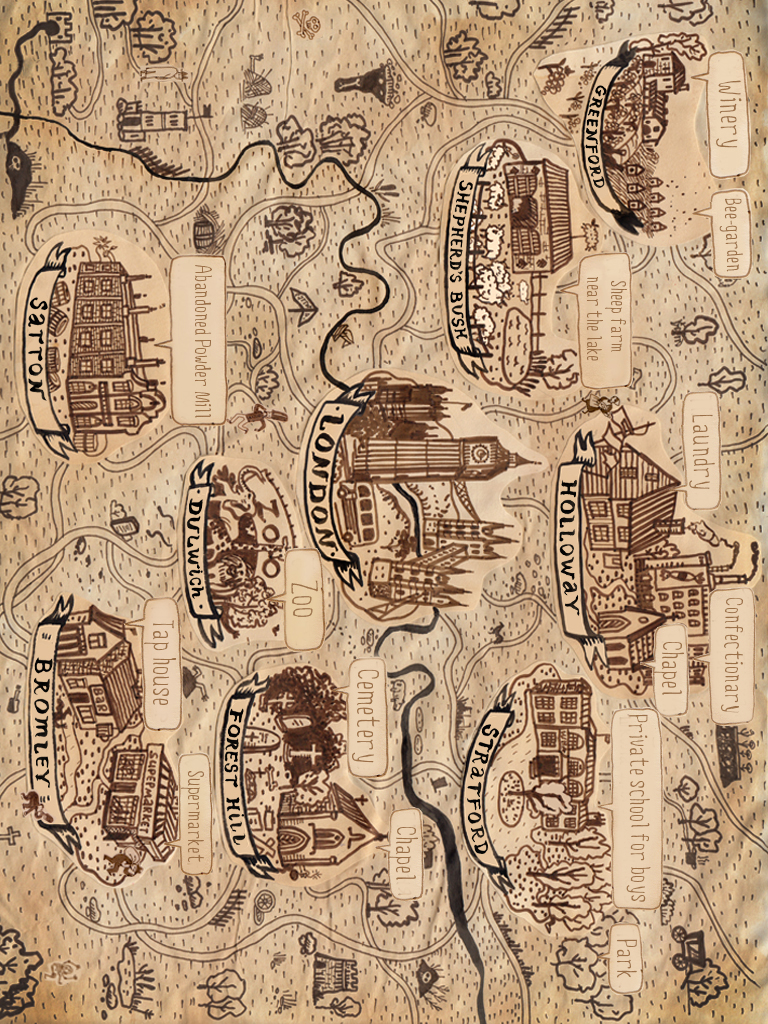 Winery
Bee-garden
GREENFORD
Sheep farm
near the lake
SHEPHERD'S BUSH
Laundry
Confectionary
Chapel
HOLLOWAY
Private school for boys
Park
STRATFORD
LONDON
Abandoned Powder Mill
SATTON
Zoo
ZOO
DULWicH
Cemetery
Chapel
FOREST HILL
Tap house
Supermarket
SUPERMARKET
BROMLEY